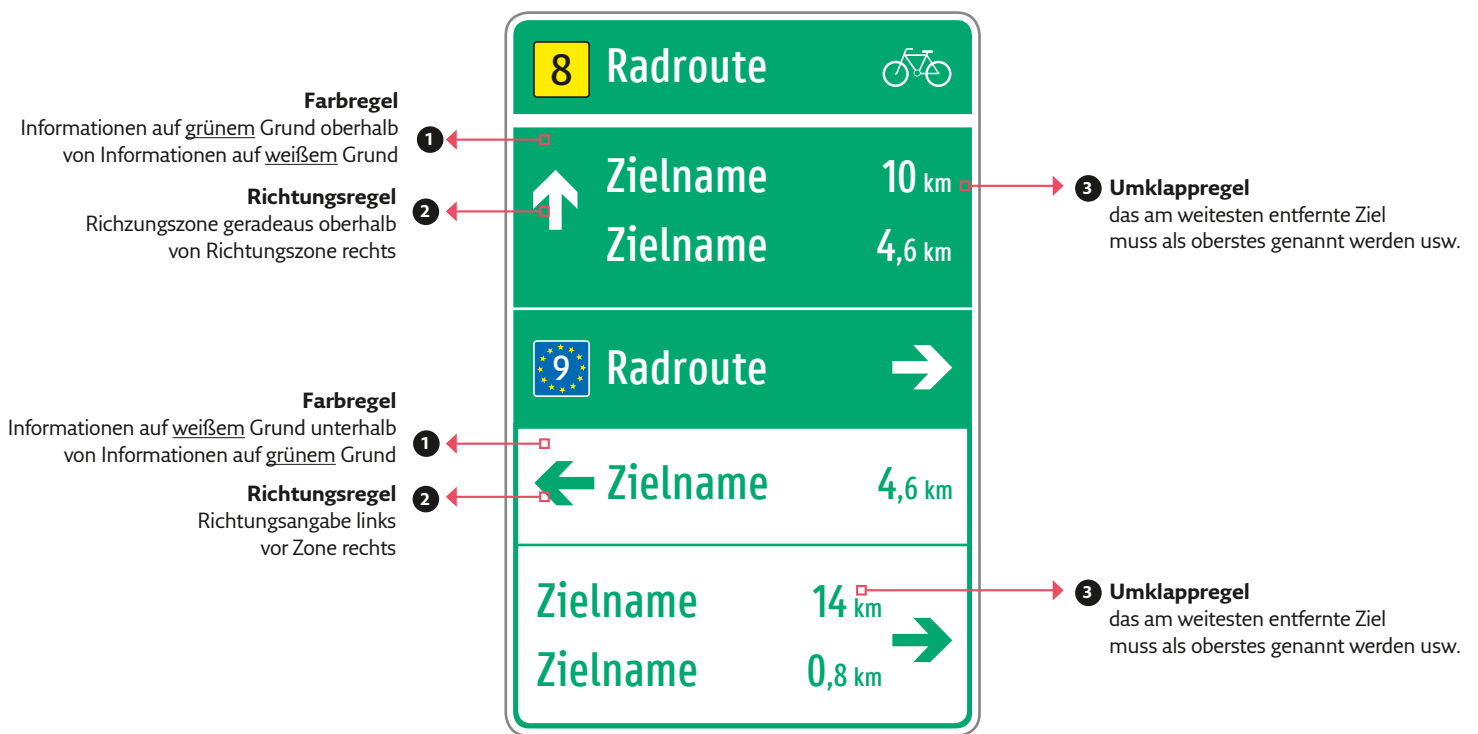 8 Radroute
Farbregel
Informationen auf grünem Grund oberhalb
von Informationen auf weißem Grund
1
Richtungsregel
Richzungszone geradeaus oberhalb
von Richtungszone rechts
2
Zielname 10 km
Zielname 4,6 km
3 Umklappregel
das am weitesten entfernte Ziel
muss als oberstes genannt werden usw.
9 Radroute
Farbregel
Informationen auf weißem Grund unterhalb
von Informationen auf grünem Grund
1
Richtungsregel
Richtungsangabe links
vor Zone rechts
2
Zielname 4,6 km
Zielname 14 km
Zielname 0,8 km
3 Umklappregel
das am weitesten entfernte Ziel
muss als oberstes genannt werden usw.